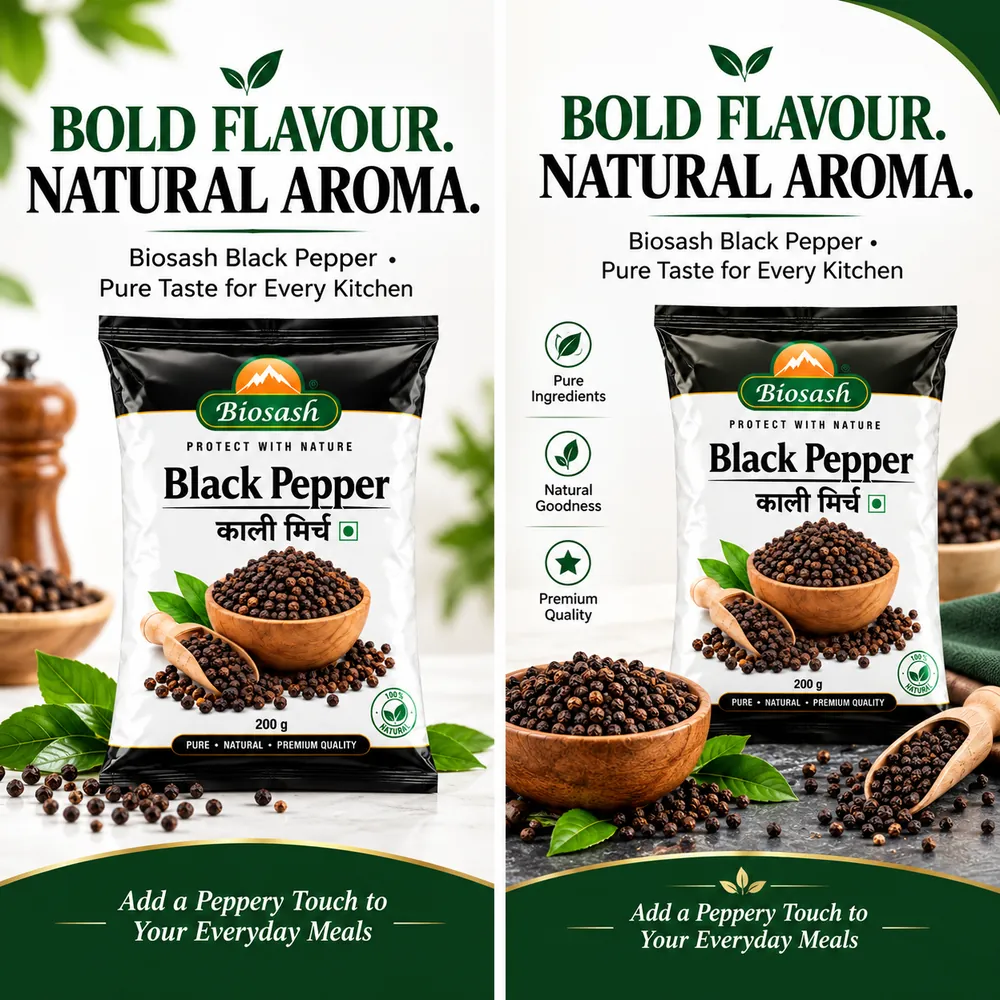 BOLD FLAVOUR.
NATURAL AROMA.
Biosash Black Pepper •
Pure Taste for Every Kitchen
Biosash
®
PROTECT WITH NATURE
Black Pepper
काली मिर्च
100%
NATURAL
200 g
PURE • NATURAL • PREMIUM QUALITY
Add a Peppery Touch to
Your Everyday Meals
BOLD FLAVOUR.
NATURAL AROMA.
Biosash Black Pepper •
Pure Taste for Every Kitchen
Pure
Ingredients
Natural
Goodness
Premium
Quality
Biosash
®
PROTECT WITH NATURE
Black Pepper
काली मिर्च
100%
NATURAL
200 g
PURE • NATURAL • PREMIUM QUALITY
Add a Peppery Touch to
Your Everyday Meals